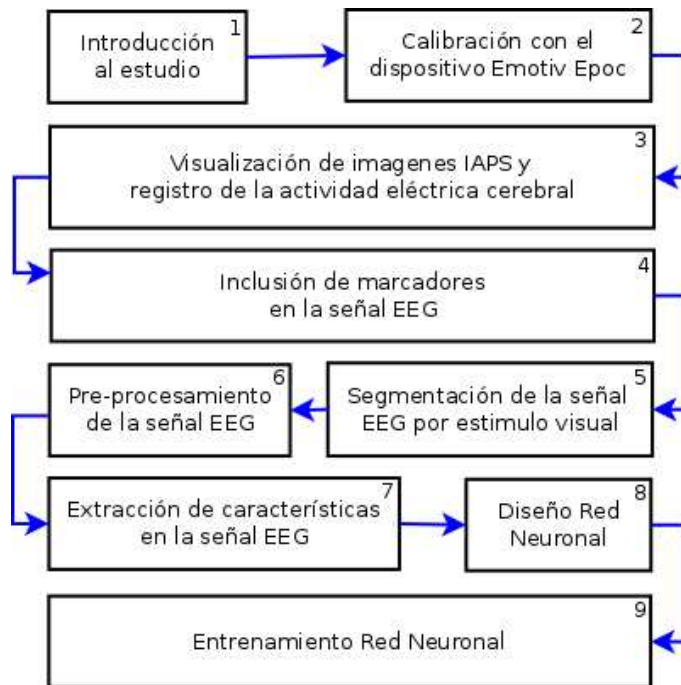 1
Introducción
al estudio
2
Calibración con el
dispositivo Emotiv Epoc
3
Visualización de imagenes IAPS y
registro de la actividad eléctrica cerebral
4
Inclusión de marcadores
en la señal EEG
5
Segmentación de la señal
EEG por estimulo visual
6
Pre-procesamiento
de la señal EEG
7
Extracción de característícas
en la señal EEG
8
Diseño Red
Neuronal
9
Entrenamiento Red Neuronal